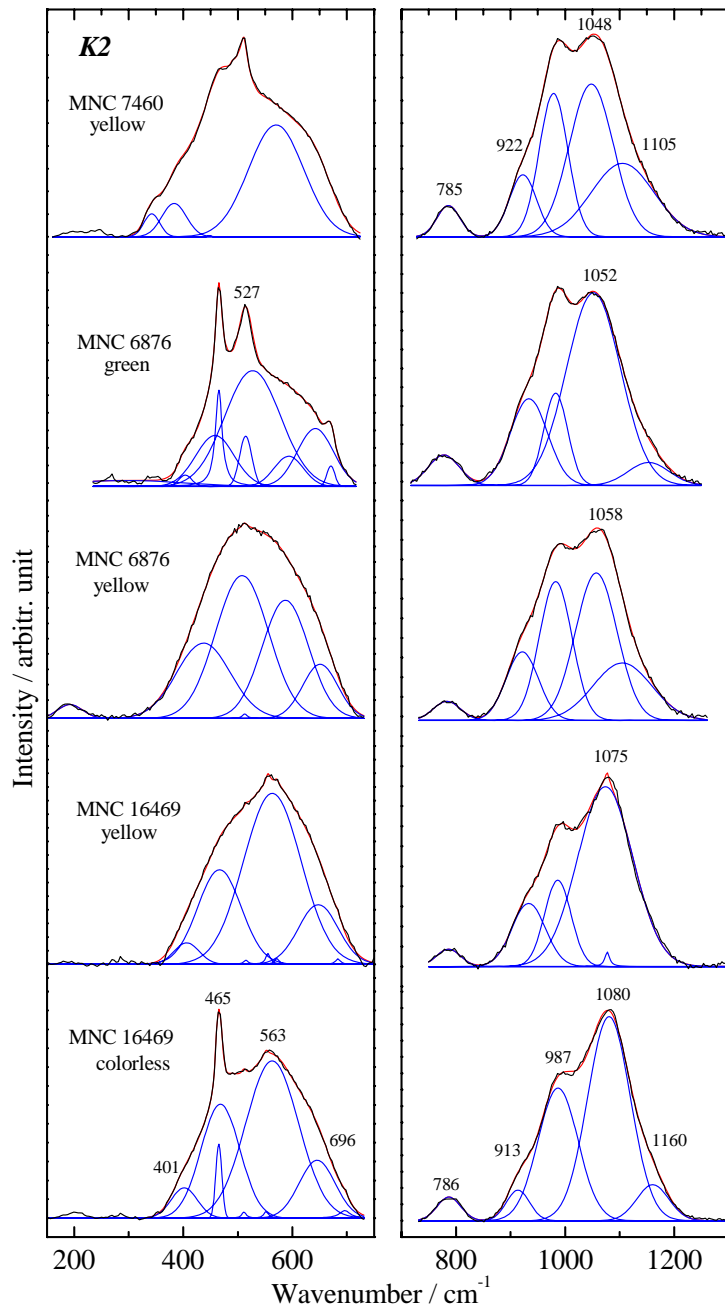 K2
MNC 7460
yellow
1048
922
1105
785
MNC 6876
green
527
1052
MNC 6876
yellow
1058
MNC 16469
yellow
1075
MNC 16469
colorless
465
563
401
696
1080
987
913
1160
786
200 400 600
800 1000 1200
Intensity / arbitr. unit
Wavenumber / cm-1